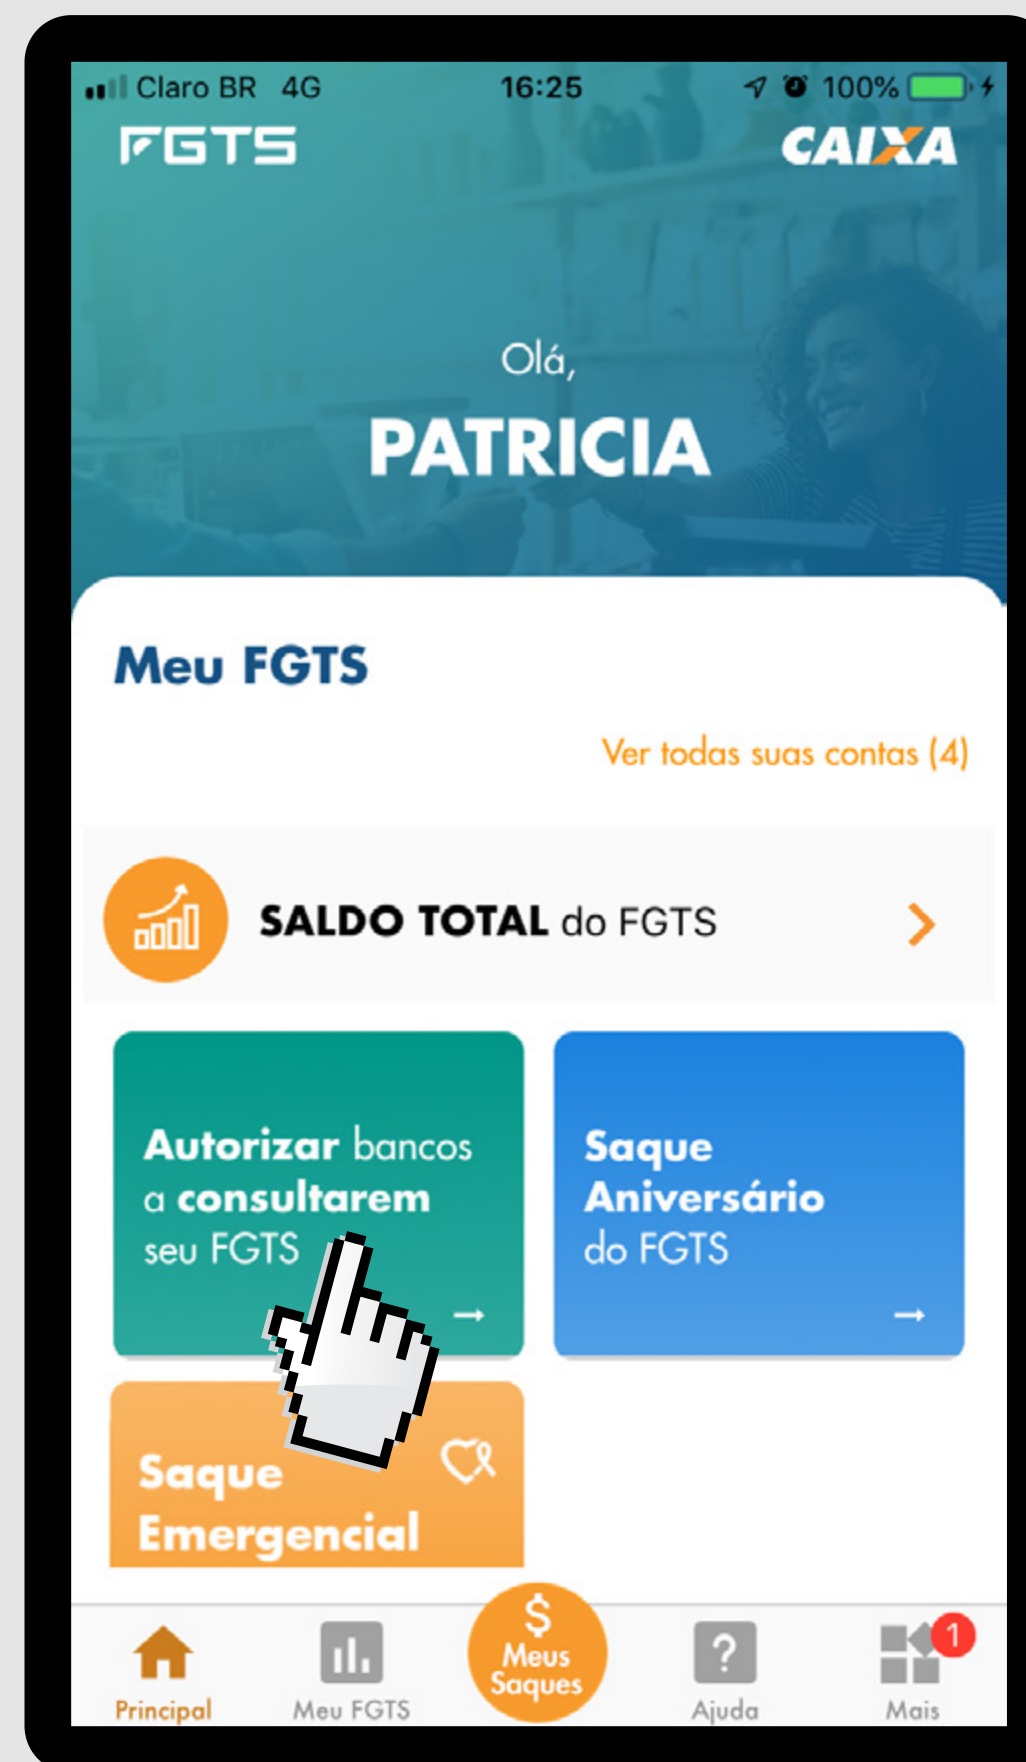 Claro BR 4G 16:25 100%
FGTS CAIXA
Olá,
PATRICIA
Meu FGTS
Ver todas suas contas (4)
SALDO TOTAL do FGTS
Autorizar bancos
a consultarem
seu FGTS
Saque
Aniversário
do FGTS
Saque
Emergencial
$
Meus
Saques
?
1
Principal
Meu FGTS
Ajuda
Mais